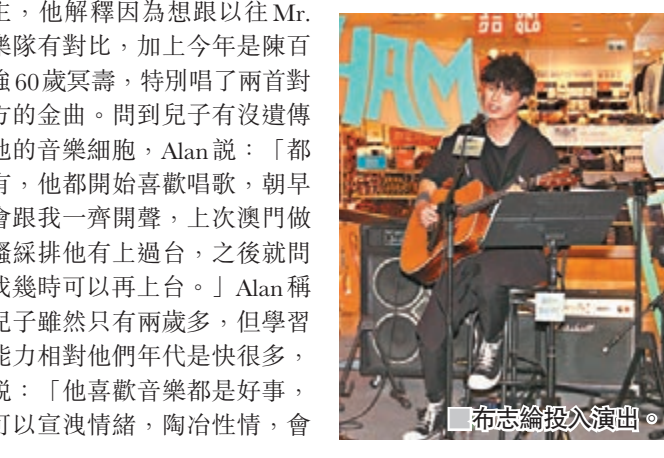 主，他解釋因為想跟以往Mr.
樂隊有對比，加上今年是陳百
強60歲冥壽，特別唱了兩首對
方的金曲。問到兒子有沒遺傳
他的音樂細胞，Alan説：「都
有，他都開始喜歡唱歌，朝早
會跟我一齊開聲，上次澳門做
騷綵排他有上過台，之後就問
我幾時可以再上台。」Alan稱
兒子雖然只有兩歲多，但學習
能力相對他們年代是快很多，
説：「他喜歡音樂都是好事，
可以宣洩情緒，陶冶性情，會
HAM
UNI
QLO
Marshall
■布志綸投入演出。